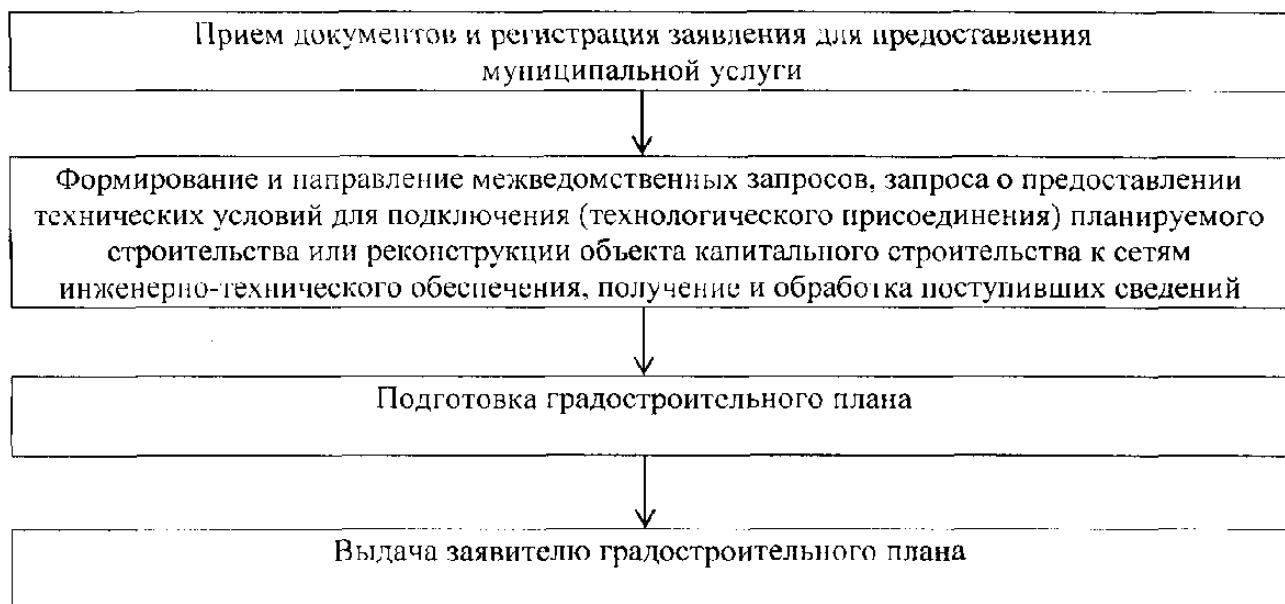 Прием документов и регистрация заявления для предоставления
муниципальной услуги
Формирование и направление межведомственных запросов, запроса о предоставлении
технических условий для подключения (технологического присоединения) планируемого
строительства или реконструкции объекта капитального строительства к сетям
инженерно-технического обеспечения, получение и обработка поступивших сведений
Подготовка градостроительного плана
Выдача заявителю градостроительного плана